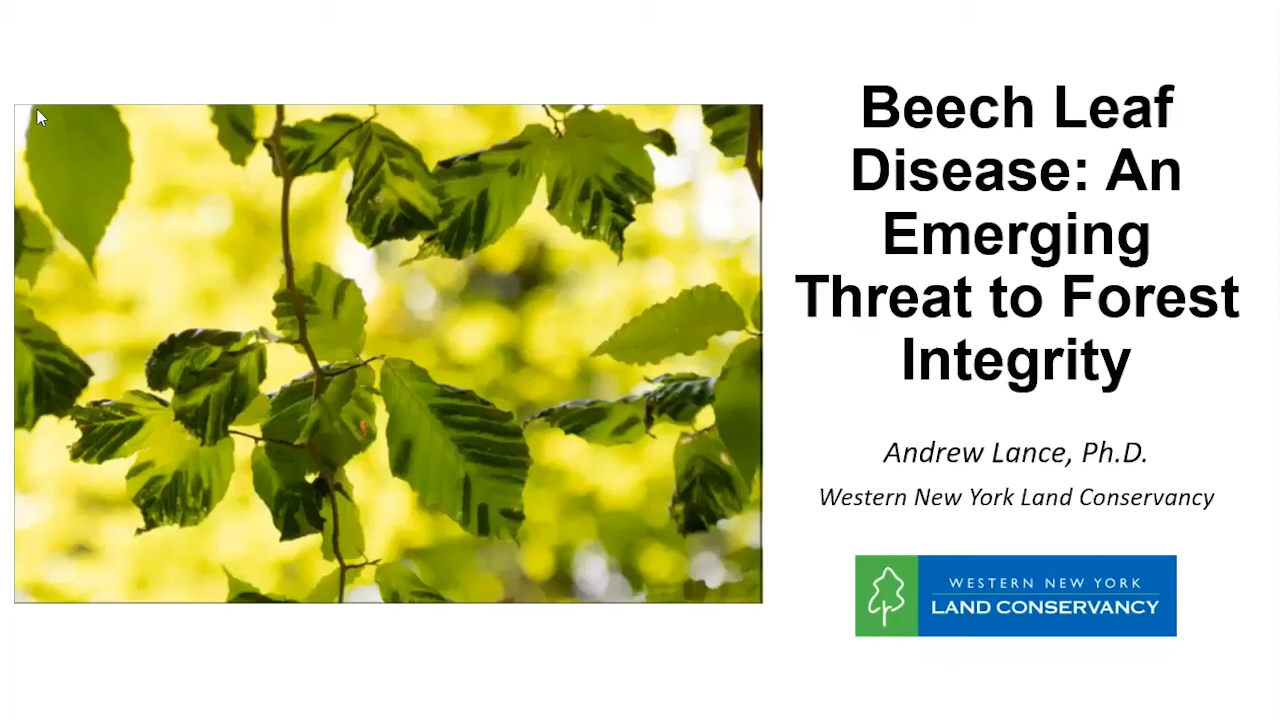 Beech Leaf
Disease: An
Emerging
Threat to Forest
Integrity
Andrew Lance, Ph.D.
Western New York Land Conservancy
WESTERN NEW YORK
LAND CONSERVANCY